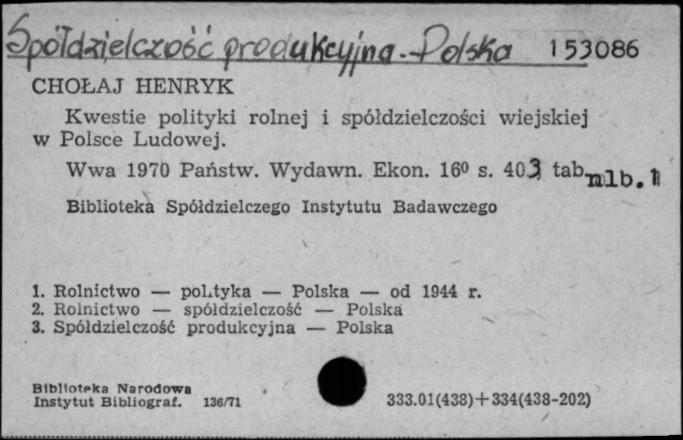 Spółdzielczość produkcyjna - Polska 153086
CHOŁAJ HENRYK
Kwestie polityki rolnej i spółdzielczości wiejskiej
w Polsce Ludowej.
Wwa 1970 Państw. Wydawn. Ekon. 16⁰ s. 403 tab. nlb. 1
Biblioteka Spółdzielczego Instytutu Badawczego
1. Rolnictwo — polityka — Polska — od 1944 r.
2. Rolnictwo — spółdzielczość — Polska
3. Spółdzielczość produkcyjna — Polska
Biblioteka Narodowa
Instytut Bibliograf. 136/71 333.01(438)+334(438-202)